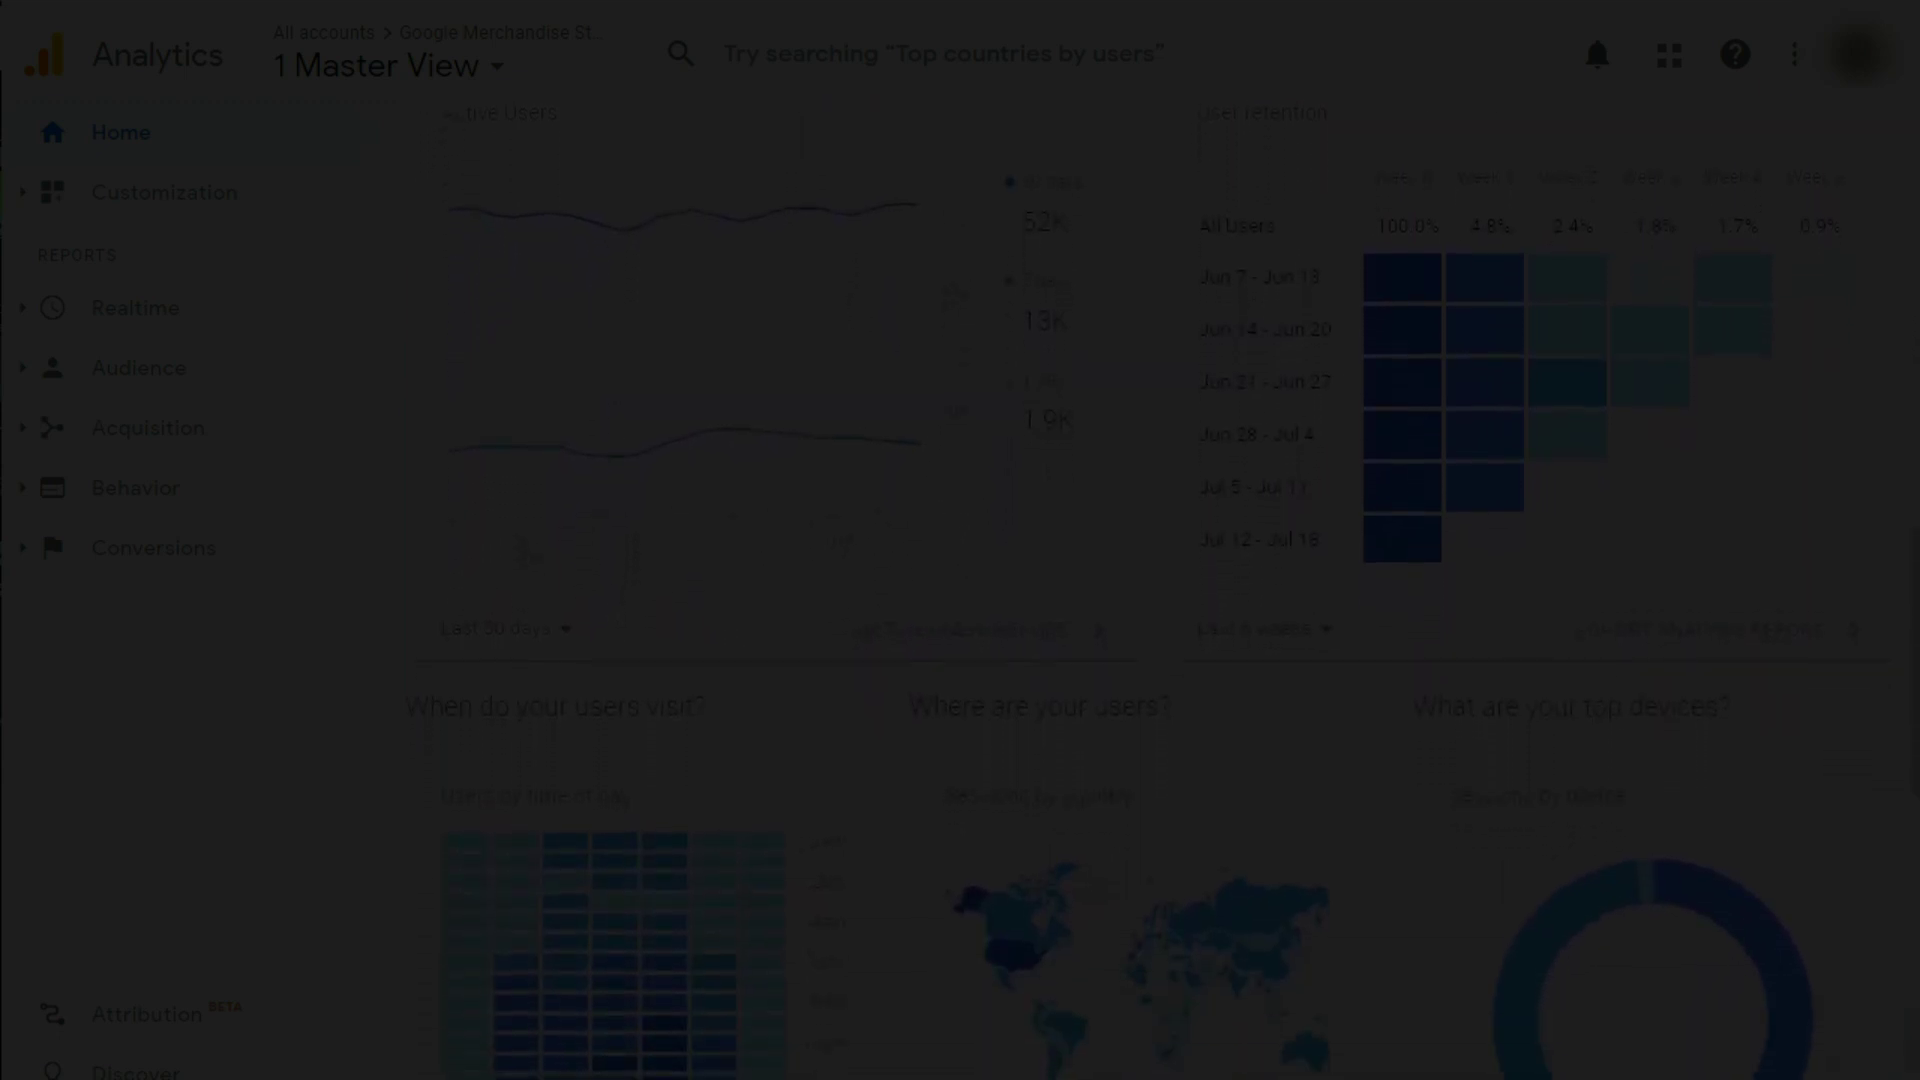 Analytics
All accounts > Google Merchandise St...
1 Master View
Try searching “Top countries by users”
Home
Customization
REPORTS
Realtime
Audience
Acquisition
Behavior
Conversions
Attribution BETA
Discover
Active Users
52K
13K
1.9K
User retention
All Users 100.0% 4.8% 2.4% 1.8% 1.7% 0.9%
Jun 7 - Jun 13
Jun 14 - Jun 20
Jun 21 - Jun 27
Jun 28 - Jul 4
Jul 5 - Jul 11
Jul 12 - Jul 18
When do your users visit?
Where are your users?
What are your top devices?
Users by time of day
Sessions by country
Sessions by device